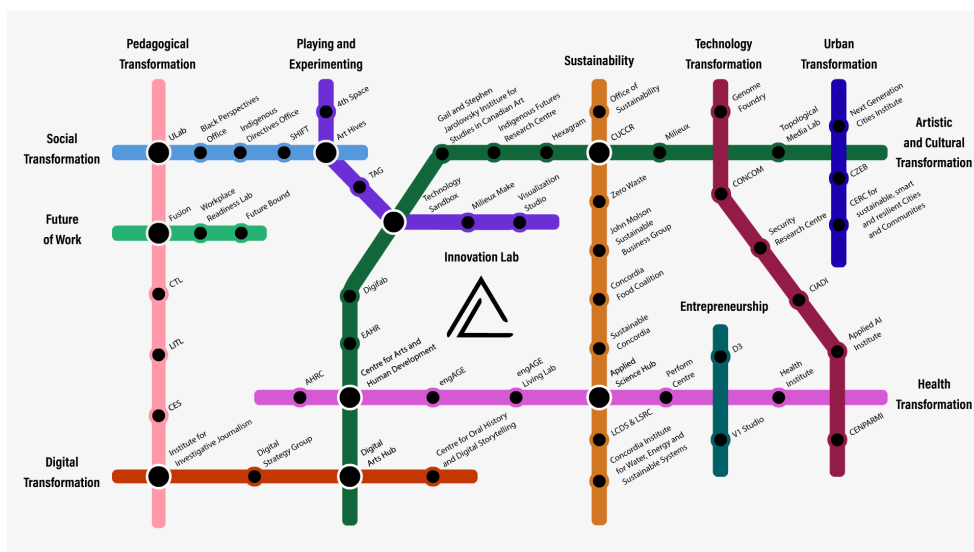 Pedagogical
Transformation
Playing and
Experimenting
Sustainability
Technology
Transformation
Urban
Transformation
Social
Transformation
ULab
Black Perspectives
Office
Indigenous
Directives Office
SHIFT
4th Space
Art Hives
TAG
Gail and Stephen
Jarolowsky Institute for
Studies in Canadian Art
Indigenous Futures
Research Centre
Hexagram
Office of
Sustainability
CUCCR
Milieux
Genome
Foundry
Topological
Media Lab
Next Generation
Cities Institute
Artistic
and Cultural
Transformation
CZEB
CERC for
sustainable, smart
and resilient Cities
and Communities
Future
of Work
Fusion
Workplace
Readiness Lab
Future Bound
Technology
Sandbox
Milieux Make
Visualization
Studio
Zero Waste
CONCOM
Innovation Lab
John Molson
Sustainable
Business Group
Security
Research Centre
CTL
Digifab
Concordia
Food Coalition
CIADI
Entrepreneurship
LITL
EAHR
Sustainable
Concordia
D3
Applied AI
Institute
AHRC
Centre for Arts and
Human Development
engAGE
engAGE
Living Lab
Applied
Science Hub
Perform
Centre
Health
Institute
Health
Transformation
CES
LCDS & LSRC
V1 Studio
CENPARMI
Digital
Transformation
Institute for
Investigative Journalism
Digital
Strategy Group
Digital
Arts Hub
Centre for Oral History
and Digital Storytelling
Concordia Institute
for Water, Energy and
Sustainable Systems